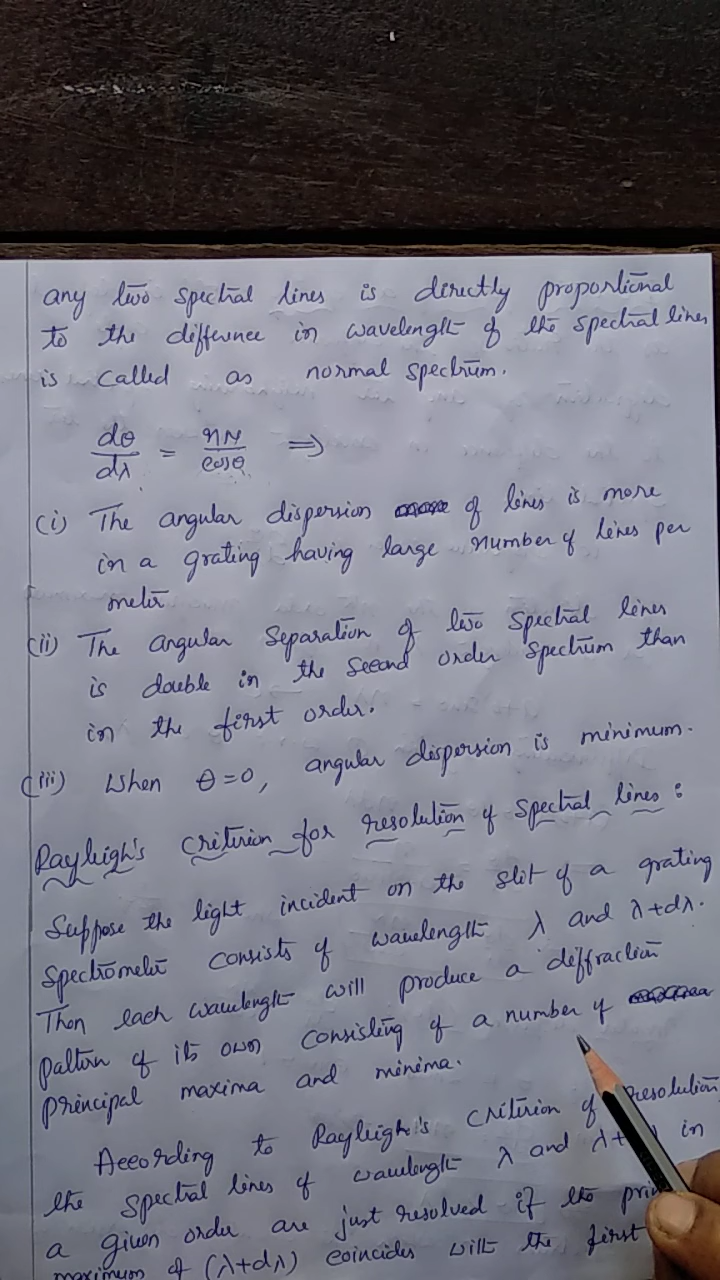 any two spectral lines is directly proportional
to the difference in wavelength of the spectral lines
is called as normal spectrum.
dθ/dλ = nN/cosθ ⇒
(i) The angular dispersion of lines is more
in a grating having large number of lines per
meter
(ii) The angular separation of two spectral lines
is double in the second order spectrum than
in the first order.
(iii) When θ=0, angular dispersion is minimum.
Rayleigh's criterion for resolution of spectral lines:
Suppose the light incident on the slit of a grating
spectrometer consists of wavelength λ and λ+dλ.
Then each wavelength will produce a diffraction
pattern of its own consisting of a number of
principal maxima and minima.
According to Rayleigh's criterion of resolution
the spectral lines of wavelength λ and λ+ in
a given order are just resolved if the
maximum of (λ+dλ) coincides with the first